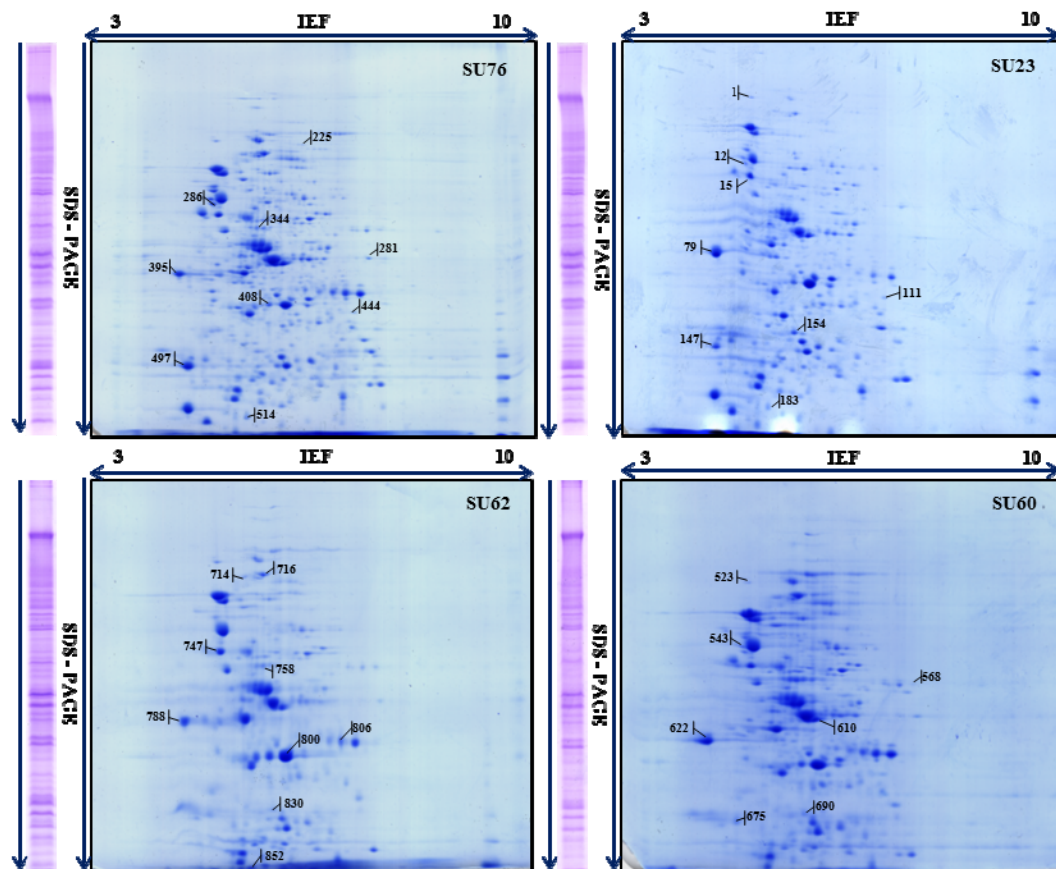 3 IEF 10
3 IEF 10
SU76
SU23
SDS - PAGE
SDS - PAGE
225
286
344
281
395
408
444
497
514
1
12
15
79
111
154
147
183
3 IEF 10
3 IEF 10
SU62
SU60
SDS - PAGE
SDS - PAGE
714
716
747
758
788
800
806
830
852
523
543
568
622
610
675
690